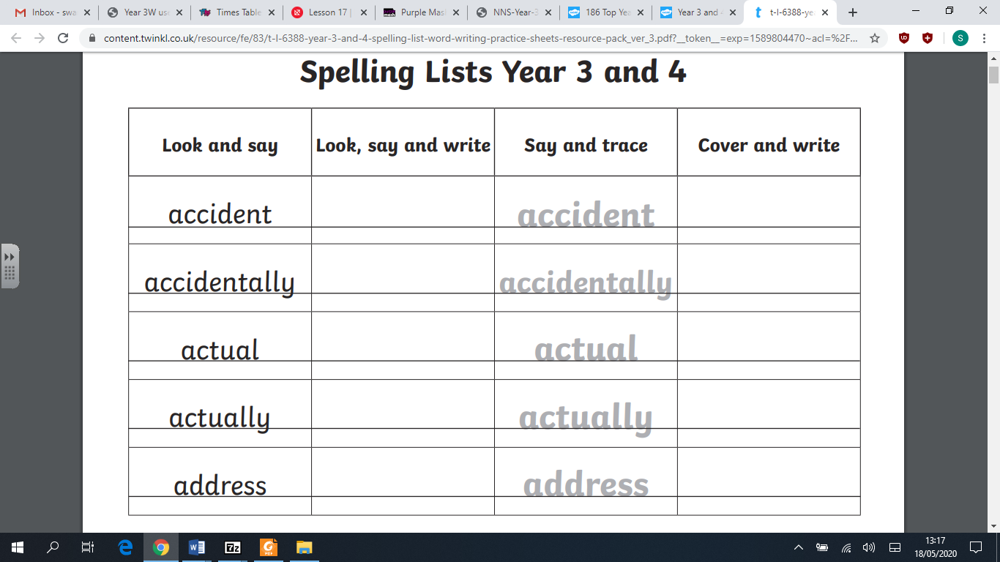 Inbox - swa
Year 3W use
Times Table
Lesson 17 |
Purple Mas
NNS-Year-3
186 Top Yea
Year 3 and 4
t-l-6388-yea
content.twinkl.co.uk/resource/fe/83/t-l-6388-year-3-and-4-spelling-list-word-writing-practice-sheets-resource-pack_ver_3.pdf?__token__=exp=1589804470~acl=%2F...
S
Spelling Lists Year 3 and 4
Look and say Look, say and write Say and trace Cover and write
accident accident
accidentally accidentally
actual actual
actually actually
address address
13:17
18/05/2020